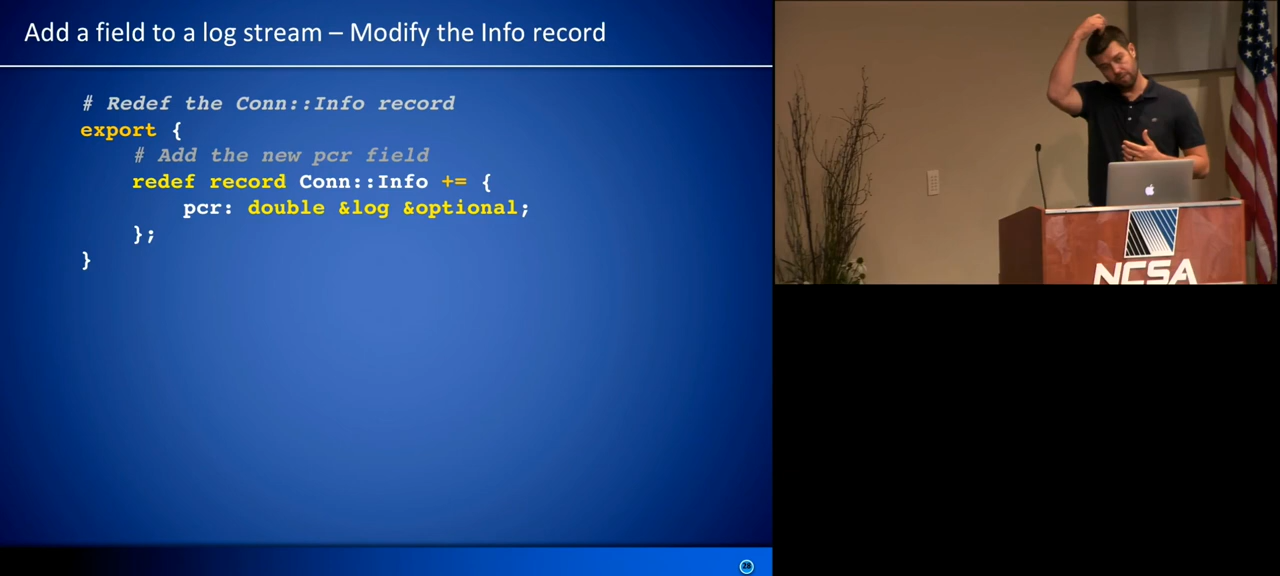 Add a field to a log stream – Modify the Info record
# Redef the Conn::Info record
export {
# Add the new pcr field
redef record Conn::Info += {
pcr: double &log &optional;
};
}
28
NCSA